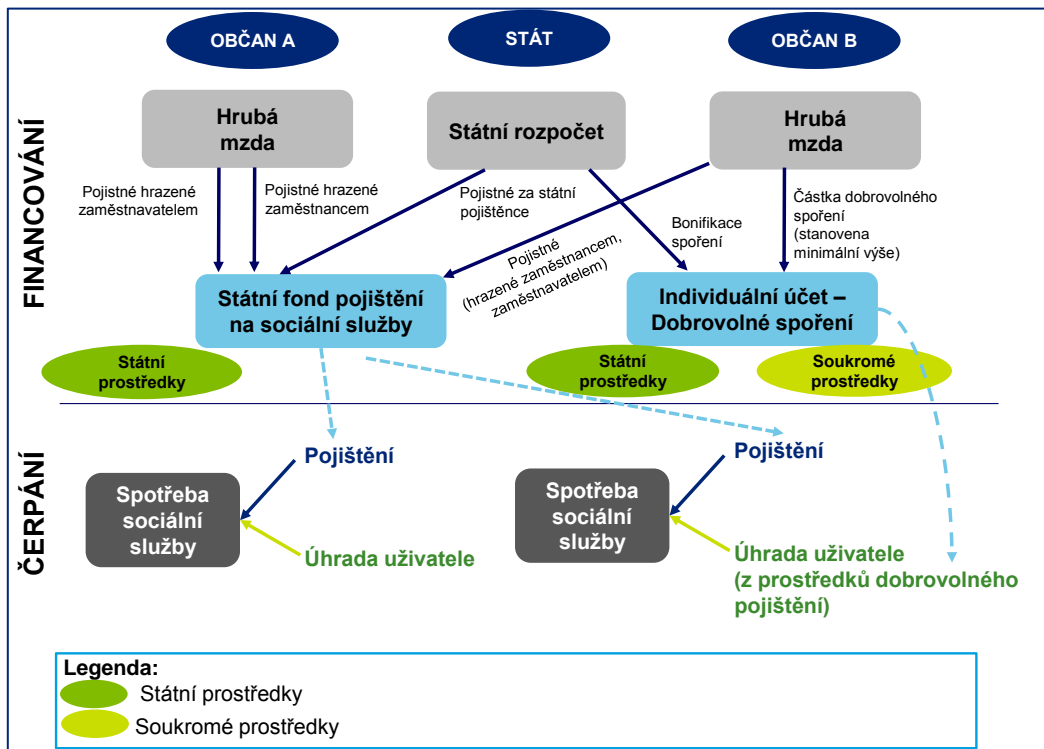 OBČAN A
STÁT
OBČAN B
FINANCOVÁNÍ
Hrubá
mzda
Státní rozpočet
Hrubá
mzda
Pojistné hrazené
zaměstnavatelem
Pojistné hrazené
zaměstnancem
Pojistné za státní
pojištěnce
Pojistné
(hrazené zaměstnancem,
zaměstnavatelem)
Bonifikace
spoření
Částka dobrovolného
spoření
(stanovena
minimální výše)
Státní fond pojištění
na sociální služby
Individuální účet –
Dobrovolné spoření
Státní
prostředky
Státní
prostředky
Soukromé
prostředky
ČERPÁNÍ
Pojištění
Spotřeba
sociální
služby
Úhrada uživatele
Pojištění
Spotřeba
sociální
služby
Úhrada uživatele
(z prostředků dobrovolného
pojištění)
Legenda:
Státní prostředky
Soukromé prostředky